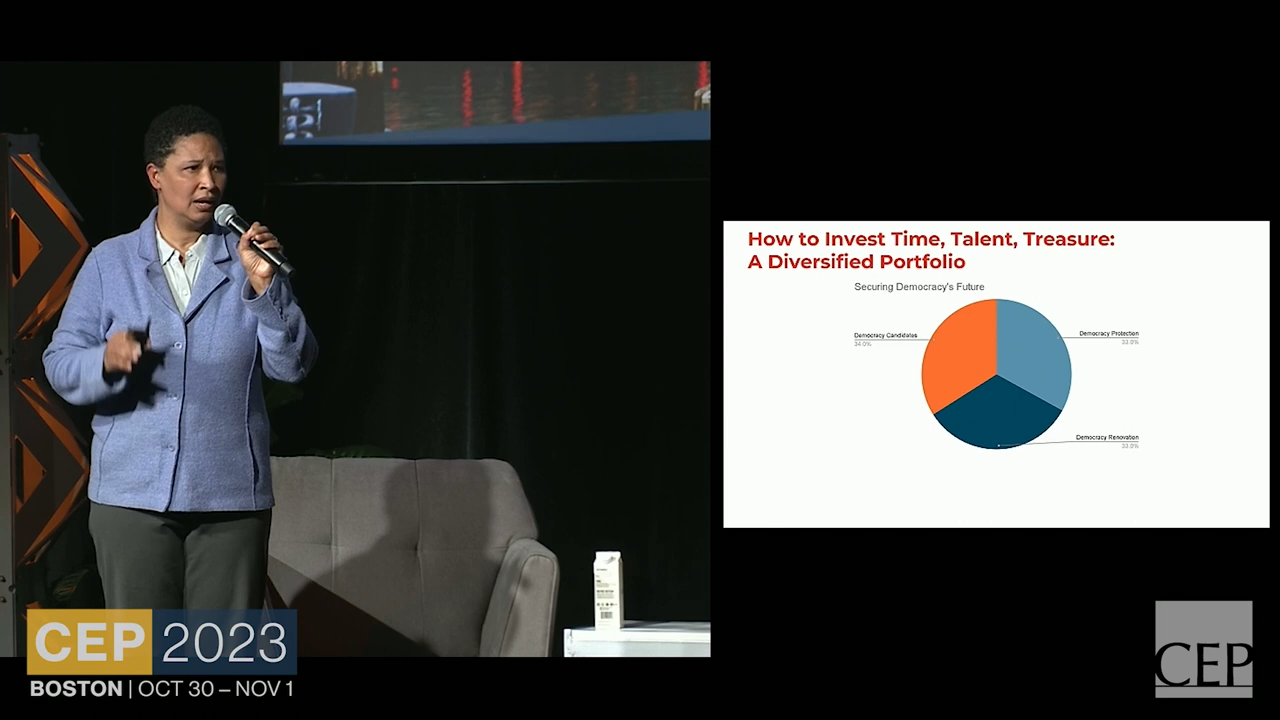 CEP 2023
BOSTON | OCT 30 – NOV 1
How to Invest Time, Talent, Treasure:
A Diversified Portfolio
Securing Democracy's Future
Democracy Candidates
34.0%
Democracy Protection
33.0%
Democracy Renovation
33.0%
CEP